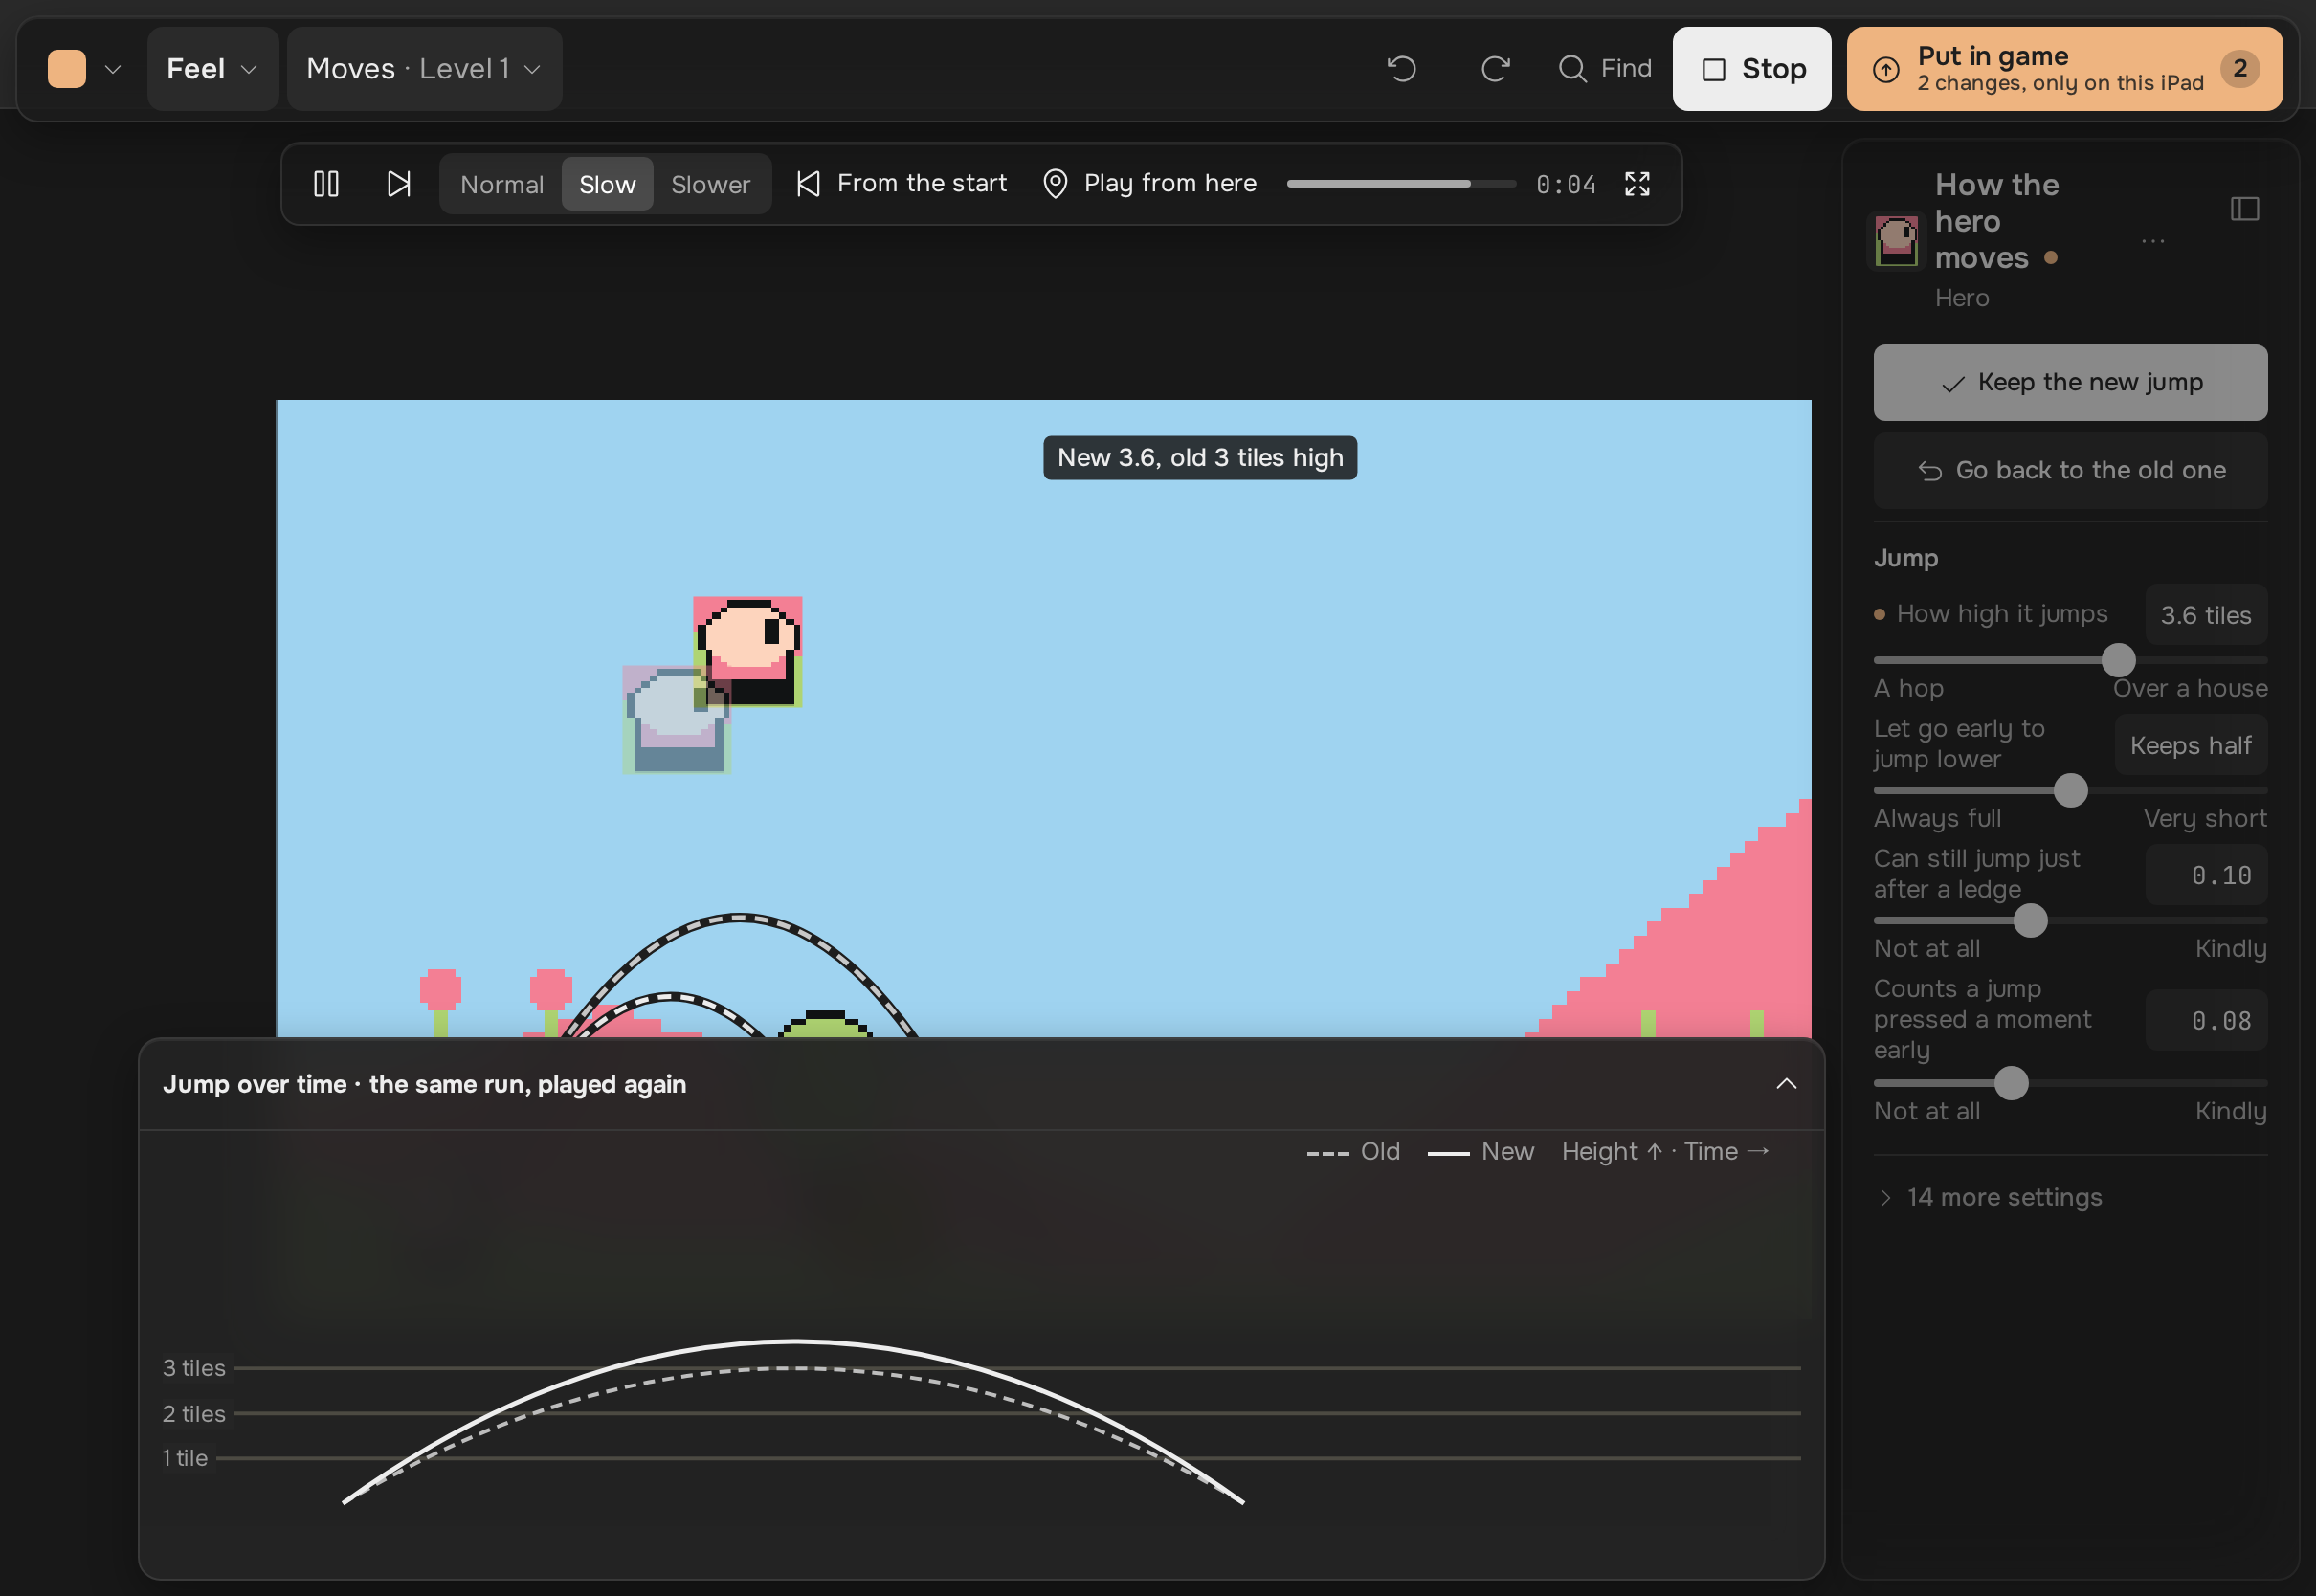 Feel
Moves · Level 1
Find
Stop
Put in game
2 changes, only on this iPad
2
Normal
Slow
Slower
From the start
Play from here
0:04
How the
hero
moves
Hero
Keep the new jump
Go back to the old one
New 3.6, old 3 tiles high
Jump
How high it jumps
3.6 tiles
A hop
Over a house
Let go early to
jump lower
Keeps half
Always full
Very short
Can still jump just
after a ledge
0.10
Not at all
Kindly
Counts a jump
pressed a moment
early
0.08
Not at all
Kindly
14 more settings
Jump over time · the same run, played again
Old
New
Height ↑ · Time →
3 tiles
2 tiles
1 tile